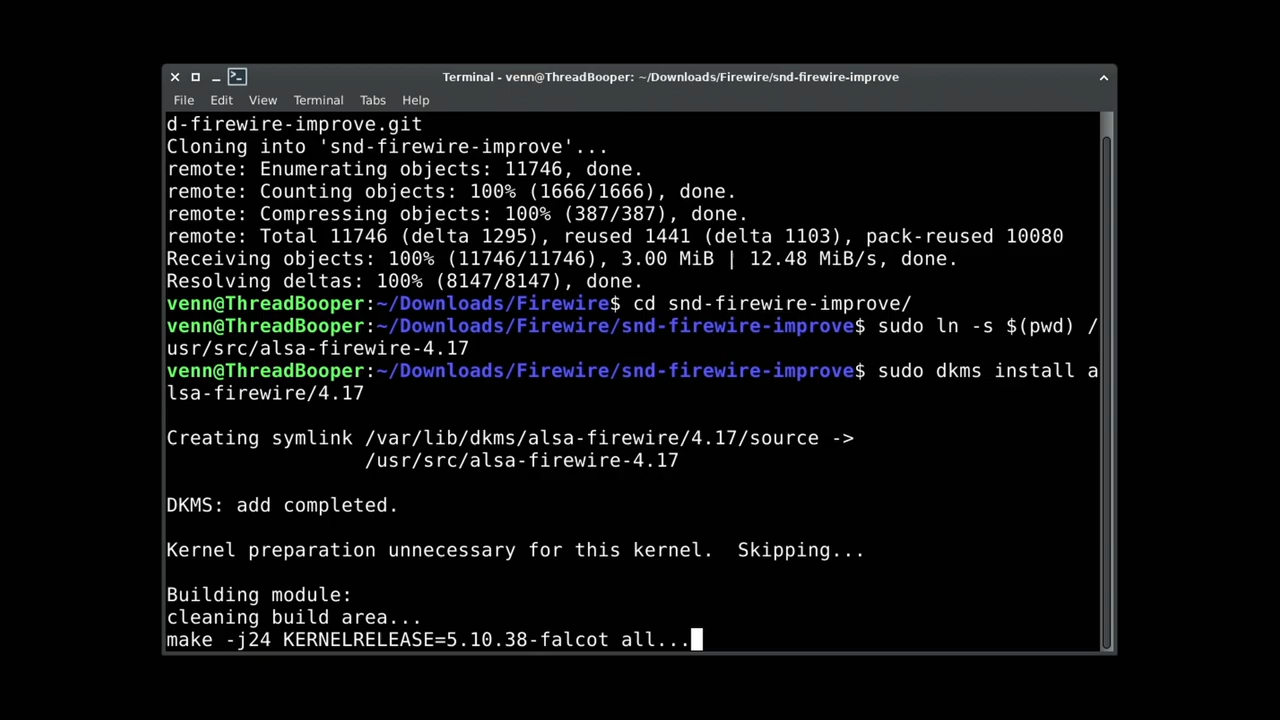 Terminal - venn@ThreadBooper: ~/Downloads/Firewire/snd-firewire-improve
File Edit View Terminal Tabs Help
d-firewire-improve.git
Cloning into 'snd-firewire-improve'...
remote: Enumerating objects: 11746, done.
remote: Counting objects: 100% (1666/1666), done.
remote: Compressing objects: 100% (387/387), done.
remote: Total 11746 (delta 1295), reused 1441 (delta 1103), pack-reused 10080
Receiving objects: 100% (11746/11746), 3.00 MiB | 12.48 MiB/s, done.
Resolving deltas: 100% (8147/8147), done.
venn@ThreadBooper:~/Downloads/Firewire$ cd snd-firewire-improve/
venn@ThreadBooper:~/Downloads/Firewire/snd-firewire-improve$ sudo ln -s $(pwd) /
usr/src/alsa-firewire-4.17
venn@ThreadBooper:~/Downloads/Firewire/snd-firewire-improve$ sudo dkms install a
lsa-firewire/4.17
Creating symlink /var/lib/dkms/alsa-firewire/4.17/source ->
/usr/src/alsa-firewire-4.17
DKMS: add completed.
Kernel preparation unnecessary for this kernel.  Skipping...
Building module:
cleaning build area...
make -j24 KERNELRELEASE=5.10.38-falcot all...